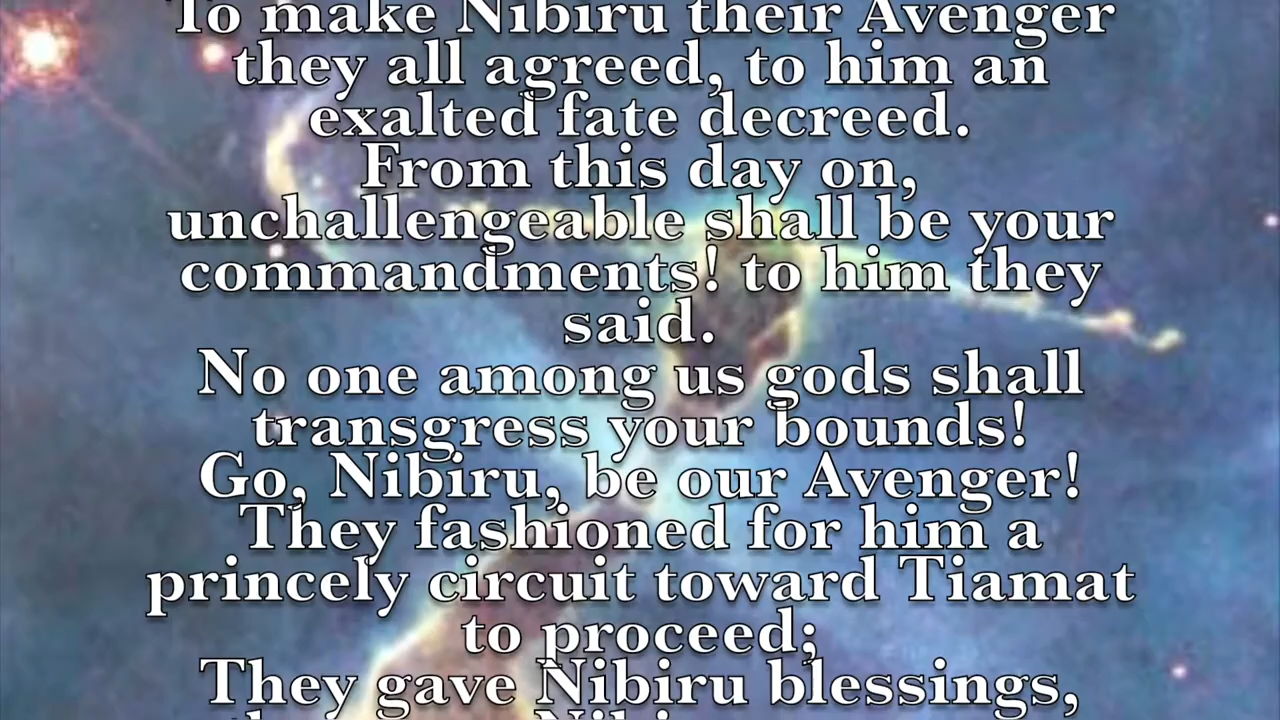 To make Nibiru their Avenger
they all agreed, to him an
exalted fate decreed.
From this day on,
unchallengeable shall be your
commandments! to him they
said.
No one among us gods shall
transgress your bounds!
Go, Nibiru, be our Avenger!
They fashioned for him a
princely circuit toward Tiamat
to proceed;
They gave Nibiru blessings,